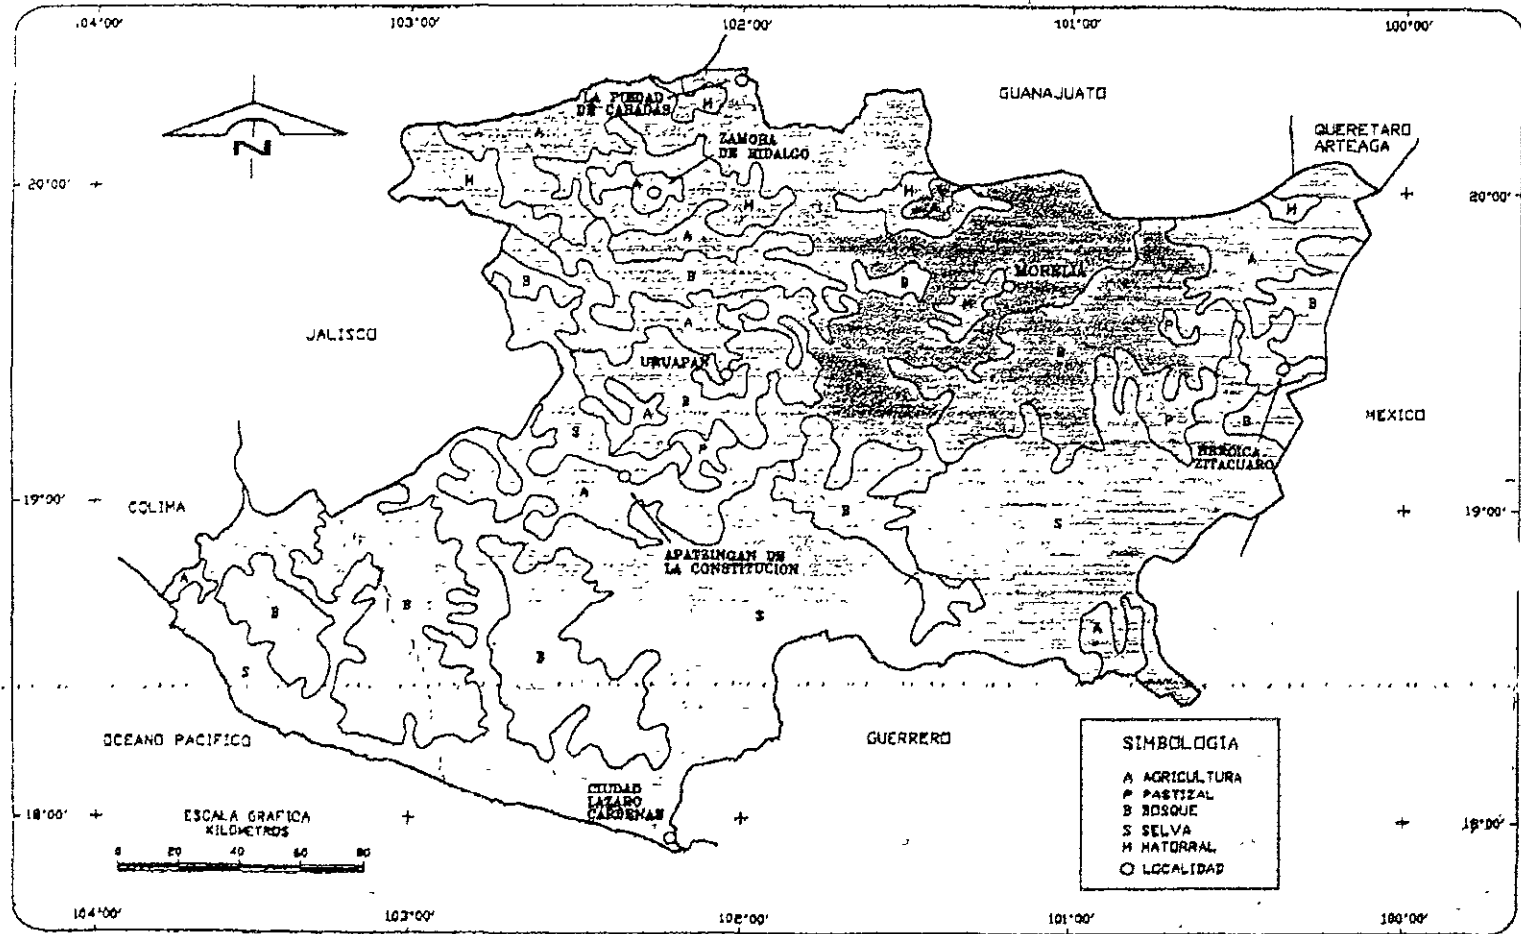 104°00'
103°00'
102°00'
101°00'
100°00'
GUANAJUATO
LA PIEDAD
DE CABADAS
H
QUERETARO
ARTEAGA
A
ZAMORA
DE HIDALGO
N
20°00'
H
A
H
H
A
H
20°00'
A
A
B
B
B
MORELIA
B
JALISCO
A
M
P
URUAPAN
B
A
B
P
B
MEXICO
S
P
HEROICA
ZITACUARO
19°00'
COLIMA
A
B
S
19°00'
APATZINGAN DE
LA CONSTITUCION
A
B
B
S
A
S
B
OCEANO PACIFICO
GUERRERO
SIMBOLOGIA
A AGRICULTURA
P PASTIZAL
B BOSQUE
S SELVA
M MATORRAL
LOCALIDAD
CIUDAD
LAZARO
CARDENAS
18°00'
18°00'
ESCALA GRAFICA
KILOMETROS
0 20 40 60 80
104°00'
103°00'
102°00'
101°00'
100°00'